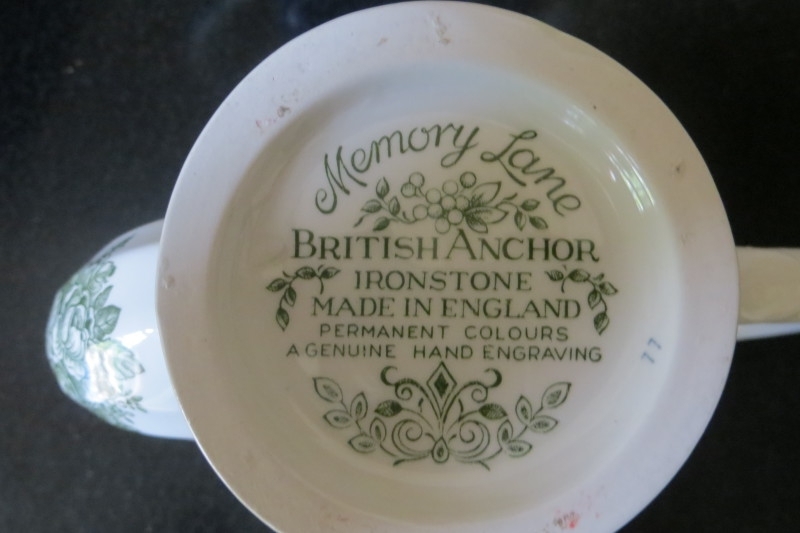 Memory Lane
BRITISH ANCHOR
IRONSTONE
MADE IN ENGLAND
PERMANENT COLOURS
A GENUINE HAND ENGRAVING
77